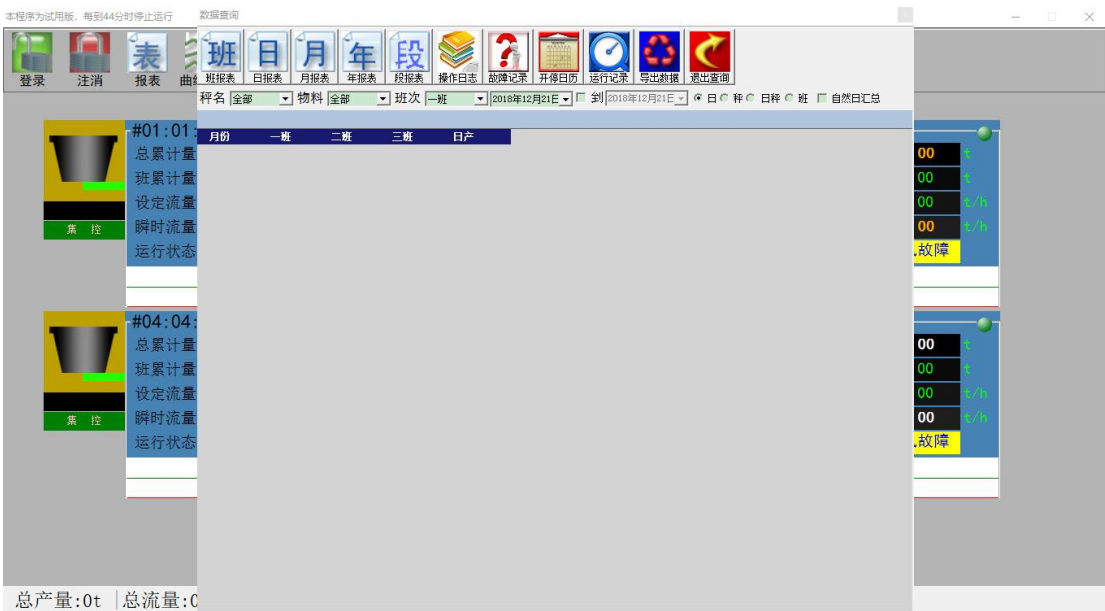 本程序为试用版，每到44分时停止运行
数据查询
登录 注消 表 报表 曲线
班 日 月 年 段
班报表 日报表 月报表 年报表 段报表 操作日志 故障记录 开停日历 运行记录 导出数据 退出查询
秤名 全部 物料 全部 班次 一班 2018年12月21日 到 2018年12月21日 日 秤 日秤 班 自然日汇总
月份 一班 二班 三班 日产
#01:01:
总累计量 00 t
班累计量 00 t
设定流量 00 t/h
集 控 瞬时流量 00 t/h
运行状态 .故障
#04:04:
总累计量 00 t
班累计量 00 t
设定流量 00 t/h
集 控 瞬时流量 00 t/h
运行状态 .故障
总产量:0t |总流量:0